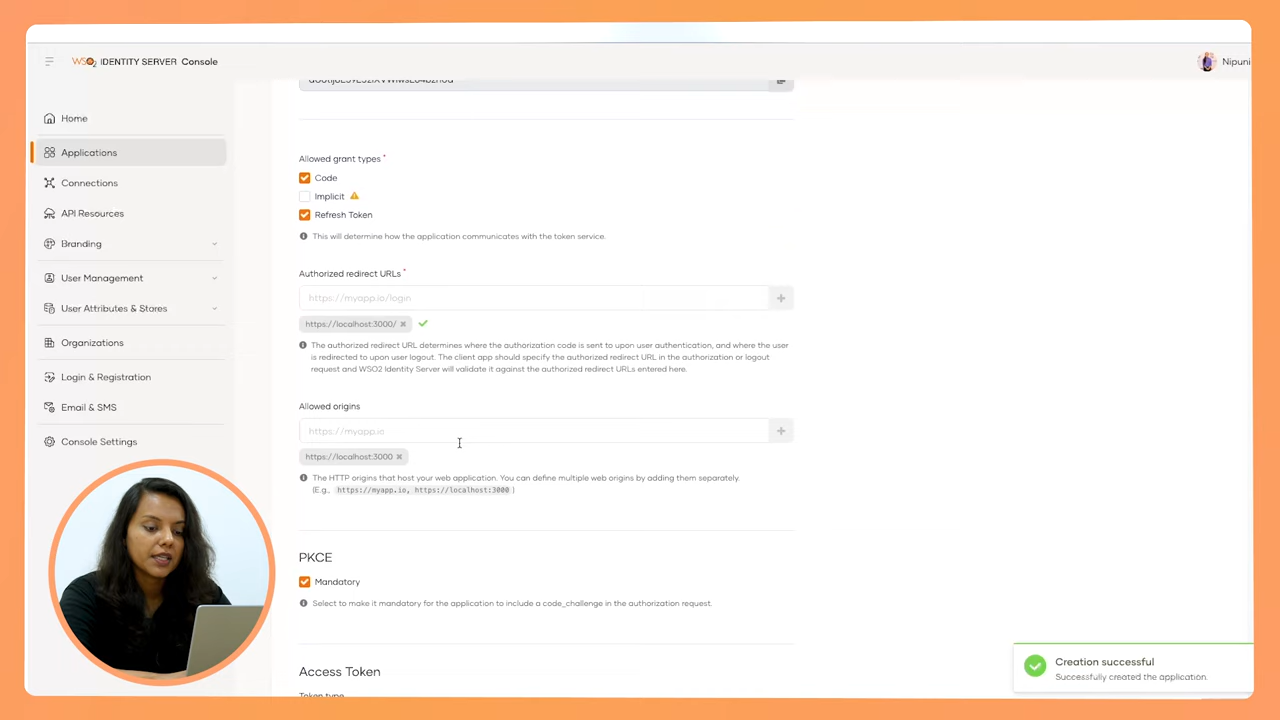 WSO2 IDENTITY SERVER Console
Nipuni
Home
Applications
Connections
API Resources
Branding
User Management
User Attributes & Stores
Organizations
Login & Registration
Email & SMS
Console Settings
Allowed grant types *
Code
Implicit
Refresh Token
This will determine how the application communicates with the token service.
Authorized redirect URLs *
https://myapp.io/login
https://localhost:3000/
The authorized redirect URL determines where the authorization code is sent to upon user authentication, and where the user
is redirected to upon user logout. The client app should specify the authorized redirect URL in the authorization or logout
request and WSO2 Identity Server will validate it against the authorized redirect URLs entered here.
Allowed origins
https://myapp.io
https://localhost:3000
The HTTP origins that host your web application. You can define multiple web origins by adding them separately.
(E.g., https://myapp.io, https://localhost:3000 )
PKCE
Mandatory
Select to make it mandatory for the application to include a code_challenge in the authorization request.
Access Token
Token type
Creation successful
Successfully created the application.